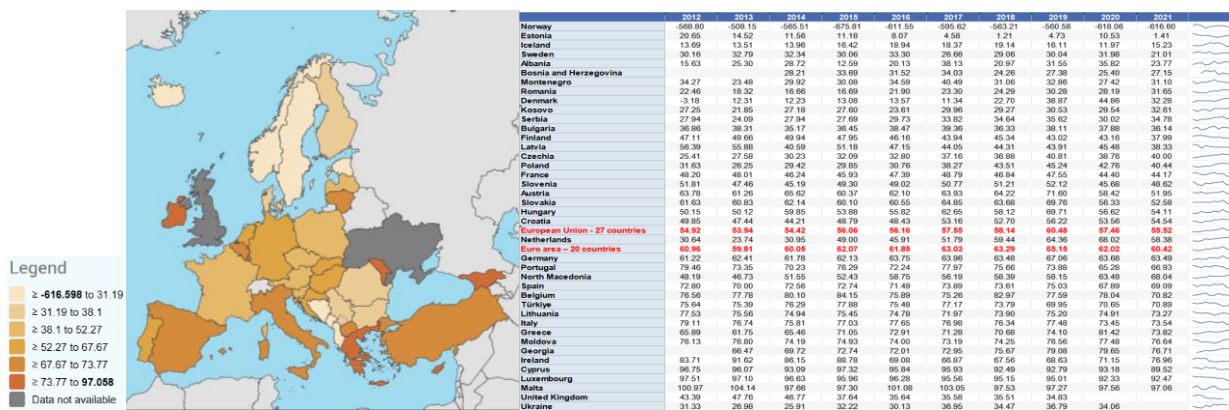 Legend
≥ -616.598 to 31.19
≥ 31.19 to 38.1
≥ 38.1 to 52.27
≥ 52.27 to 67.67
≥ 67.67 to 73.77
≥ 73.77 to 97.058
Data not available
2012 2013 2014 2015 2016 2017 2018 2019 2020 2021
Norway -568.80 -508.15 -565.51 -675.81 -611.55 -595.62 -563.21 -560.58 -618.06 -616.60
Estonia 20.65 14.52 11.56 11.18 8.07 4.58 1.21 4.73 10.53 1.41
Iceland 13.69 13.51 13.96 16.42 18.94 18.37 19.14 16.11 11.97 15.23
Sweden 30.16 32.79 32.34 30.06 33.30 26.66 29.06 30.04 31.98 21.01
Albania 15.63 25.30 28.72 12.59 20.13 38.13 20.97 31.55 35.82 23.77
Bosnia and Herzegovina 28.21 33.69 31.52 34.03 24.26 27.38 25.40 27.15
Montenegro 34.27 23.48 29.92 30.08 34.59 40.49 31.06 32.86 27.42 31.10
Romania 22.46 18.32 16.66 16.69 21.90 23.30 24.29 30.28 28.19 31.65
Denmark -3.18 12.31 12.23 13.08 13.57 11.34 22.70 38.87 44.86 32.28
Kosovo 27.25 21.85 27.18 27.60 23.61 29.96 29.27 30.53 29.54 32.61
Serbia 27.94 24.09 27.94 27.69 29.73 33.82 34.64 35.62 30.02 34.78
Bulgaria 36.86 38.31 35.17 36.45 38.47 39.36 36.33 38.11 37.88 36.14
Finland 47.11 49.66 49.94 47.95 46.16 43.94 45.34 43.02 43.16 37.99
Latvia 56.39 55.88 40.59 51.18 47.15 44.05 44.31 43.91 45.48 38.33
Czechia 25.41 27.58 30.23 32.09 32.80 37.16 36.88 40.81 38.76 40.00
Poland 31.63 26.25 29.42 29.85 30.76 38.27 43.51 45.24 42.76 40.44
France 48.20 48.01 46.24 45.93 47.39 48.79 46.84 47.55 44.40 44.17
Slovenia 51.81 47.46 45.19 49.30 49.02 50.77 51.21 52.12 45.68 48.62
Austria 63.78 61.26 65.62 60.37 62.10 63.93 64.22 71.60 58.42 51.95
Slovakia 61.63 60.83 62.14 60.10 60.55 64.85 63.68 69.76 56.33 52.58
Hungary 50.15 50.12 59.85 53.88 55.82 62.65 58.12 69.71 56.62 54.11
Croatia 49.85 47.44 44.21 48.79 48.43 53.16 52.70 56.22 53.56 54.54
European Union - 27 countries 54.92 53.94 54.42 56.06 56.16 57.55 58.14 60.48 57.46 55.52
Netherlands 30.64 23.74 30.95 49.00 45.91 51.79 59.44 64.36 68.02 58.38
Euro area – 20 countries 60.96 59.81 60.05 62.07 61.85 63.03 63.29 65.15 62.02 60.42
Germany 61.22 62.41 61.78 62.13 63.75 63.96 63.48 67.06 63.68 63.49
Portugal 79.46 73.35 70.23 76.29 72.24 77.97 75.66 73.88 65.28 66.93
North Macedonia 48.19 46.73 51.55 52.43 58.75 56.19 58.39 58.15 63.48 68.04
Spain 72.80 70.00 72.56 72.74 71.49 73.89 73.61 75.03 67.89 69.09
Belgium 76.56 77.78 80.10 84.15 75.89 75.26 82.97 77.59 78.04 70.82
Türkiye 75.64 75.39 76.29 77.88 75.48 77.17 73.79 69.95 70.65 70.89
Lithuania 77.53 75.56 74.94 75.45 74.78 71.97 73.90 75.20 74.91 73.27
Italy 79.11 76.74 75.81 77.03 77.65 76.98 76.34 77.48 73.45 73.54
Greece 65.89 61.75 65.46 71.05 72.91 71.28 70.68 74.10 81.42 73.82
Moldova 76.13 76.80 74.19 74.93 74.00 73.19 74.25 76.56 77.48 76.64
Georgia 66.47 69.72 72.74 72.01 72.95 75.67 79.08 79.65 76.71
Ireland 83.71 91.62 86.15 88.78 69.08 66.87 67.56 68.63 71.15 76.96
Cyprus 96.75 96.07 93.09 97.32 95.84 95.93 92.49 92.79 93.18 89.52
Luxembourg 97.51 97.10 96.63 95.96 96.28 95.56 95.15 95.01 92.33 92.47
Malta 100.97 104.14 97.66 97.30 101.08 103.05 97.53 97.27 97.56 97.06
United Kingdom 43.39 47.76 46.77 37.64 35.64 35.58 35.51 34.83
Ukraine 31.33 26.98 25.91 32.22 30.13 36.95 34.47 36.79 34.06